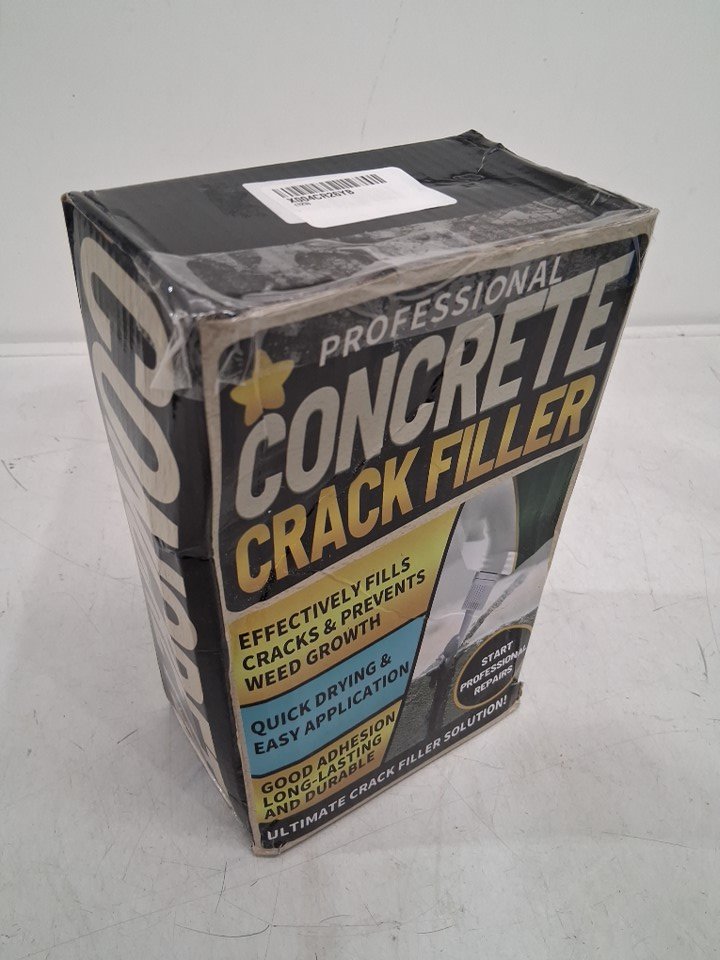 X004CR26YB
PROFESSIONAL
CONCRETE
CRACK FILLER
EFFECTIVELY FILLS
CRACKS & PREVENTS
WEED GROWTH
QUICK DRYING &
EASY APPLICATION
GOOD ADHESION
LONG-LASTING
AND DURABLE
START
PROFESSIONAL
REPAIRS
ULTIMATE CRACK FILLER SOLUTION!